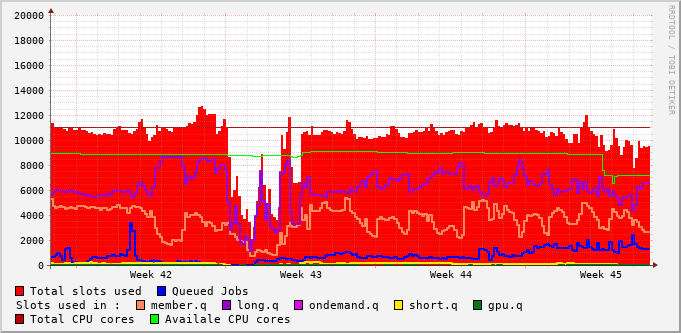 20000
18000
16000
14000
12000
10000
8000
6000
4000
2000
0
Week 42 Week 43 Week 44 Week 45
Total slots used Queued Jobs
Slots used in : member.q long.q ondemand.q short.q gpu.q
Total CPU cores Availale CPU cores
RRDTOOL / TOBI OETIKER